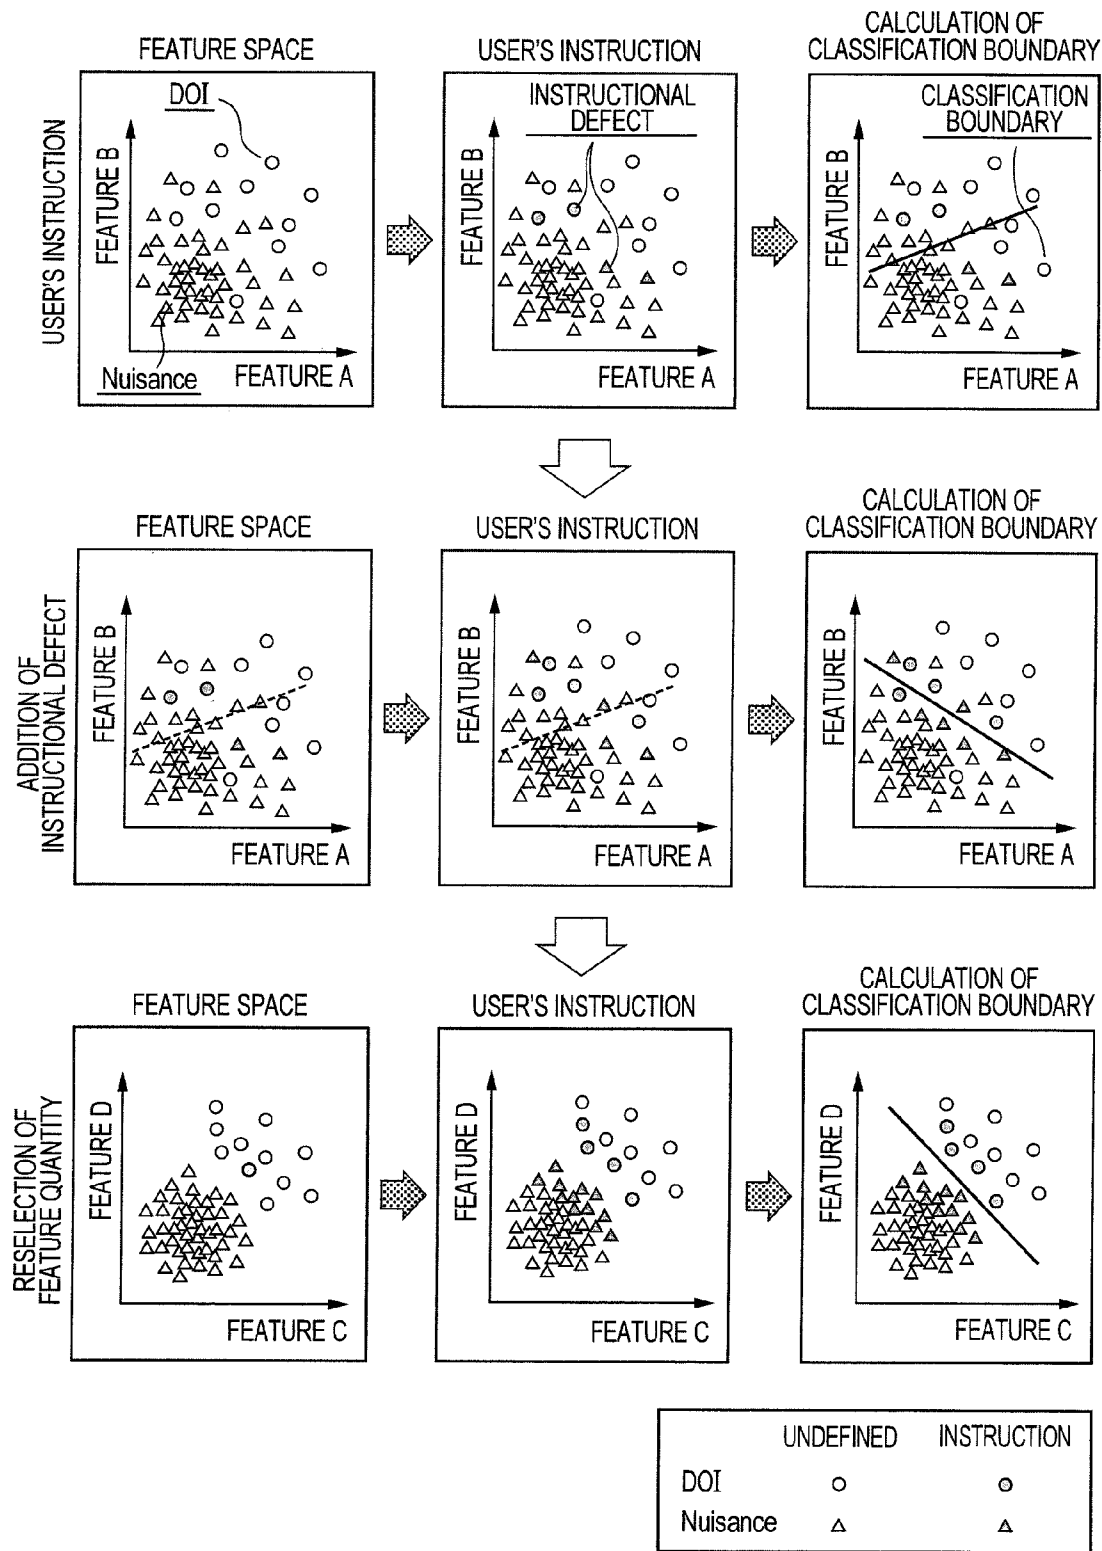 USER'S INSTRUCTION
FEATURE SPACE
DOI
FEATURE B
Nuisance
FEATURE A
USER'S INSTRUCTION
INSTRUCTIONAL
DEFECT
FEATURE B
FEATURE A
CALCULATION OF
CLASSIFICATION BOUNDARY
CLASSIFICATION
BOUNDARY
FEATURE B
FEATURE A
ADDITION OF
INSTRUCTIONAL DEFECT
FEATURE SPACE
FEATURE B
FEATURE A
USER'S INSTRUCTION
FEATURE B
FEATURE A
CALCULATION OF
CLASSIFICATION BOUNDARY
FEATURE B
FEATURE A
RESELECTION OF
FEATURE QUANTITY
FEATURE SPACE
FEATURE D
FEATURE C
USER'S INSTRUCTION
FEATURE D
FEATURE C
CALCULATION OF
CLASSIFICATION BOUNDARY
FEATURE D
FEATURE C
UNDEFINED INSTRUCTION
DOI
Nuisance